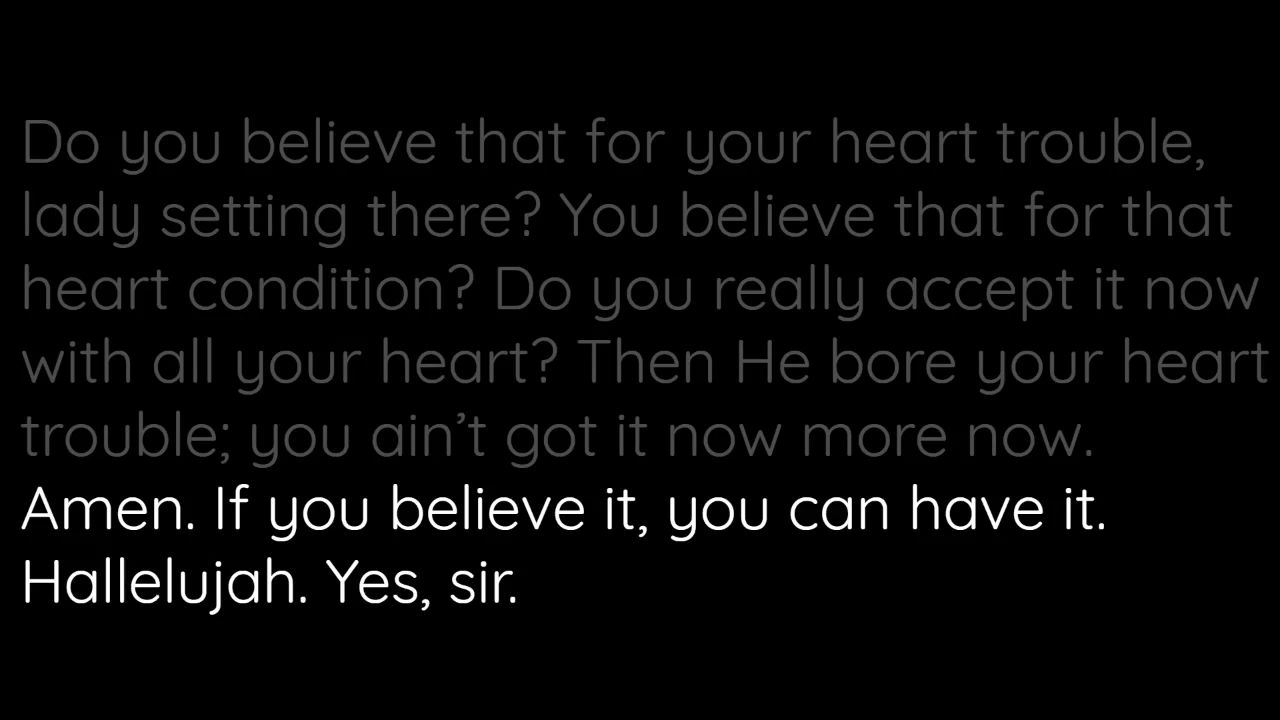 Do you believe that for your heart trouble,
lady setting there? You believe that for that
heart condition? Do you really accept it now
with all your heart? Then He bore your heart
trouble; you ain’t got it now more now.
Amen. If you believe it, you can have it.
Hallelujah. Yes, sir.